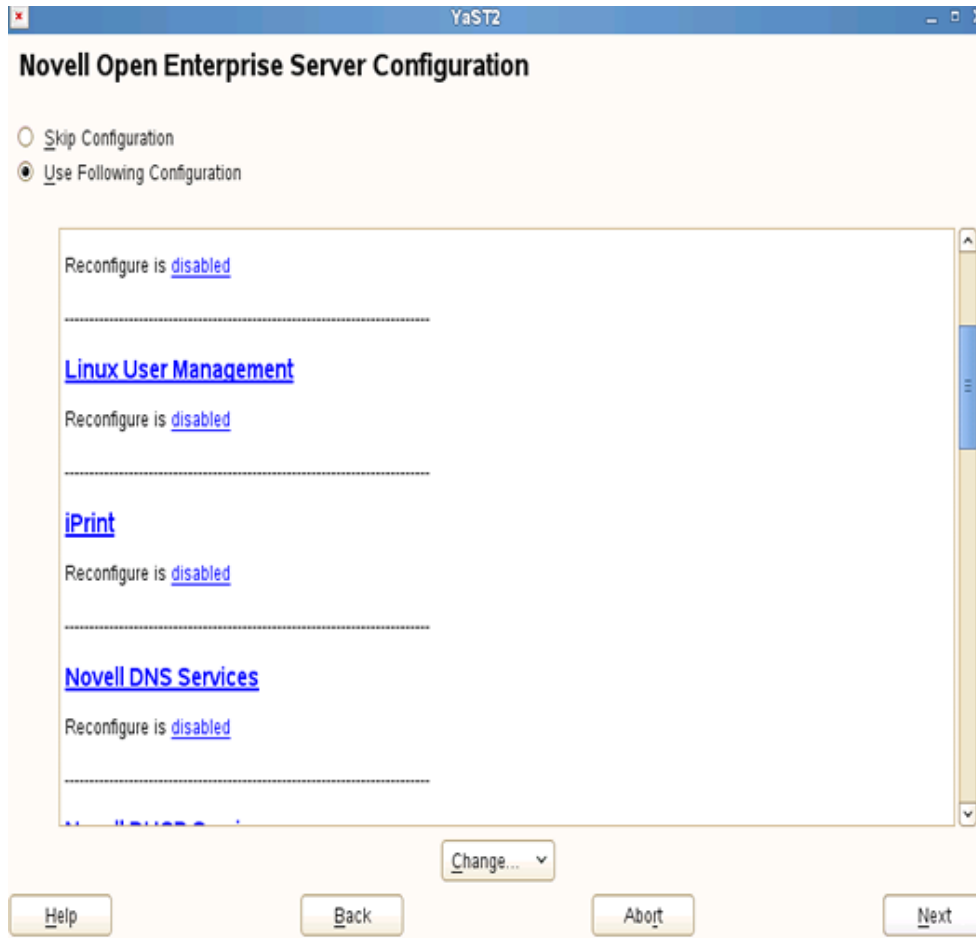 YaST2
Novell Open Enterprise Server Configuration
Skip Configuration
Use Following Configuration
Reconfigure is disabled
Linux User Management
Reconfigure is disabled
iPrint
Reconfigure is disabled
Novell DNS Services
Reconfigure is disabled
Change...
Help
Back
Abort
Next